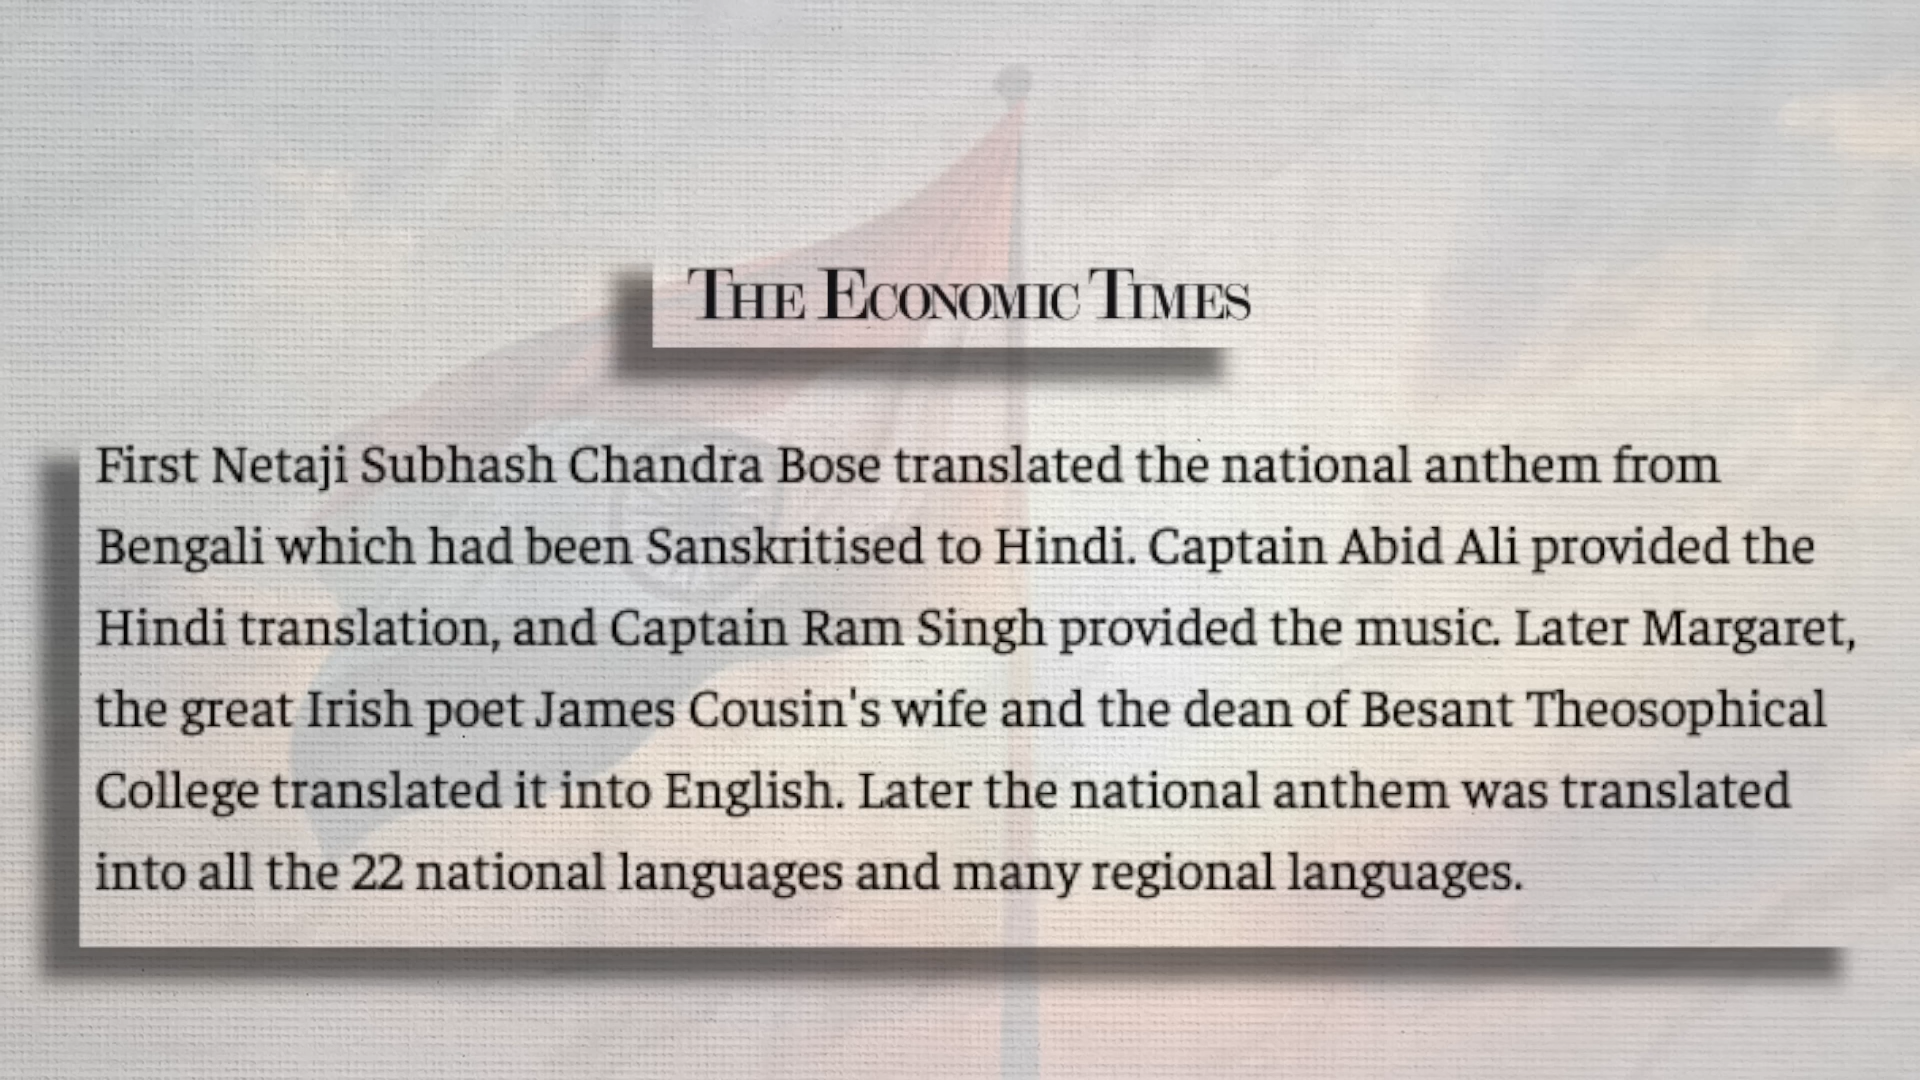 THE ECONOMIC TIMES
First Netaji Subhash Chandra Bose translated the national anthem from
Bengali which had been Sanskritised to Hindi. Captain Abid Ali provided the
Hindi translation, and Captain Ram Singh provided the music. Later Margaret,
the great Irish poet James Cousin's wife and the dean of Besant Theosophical
College translated it into English. Later the national anthem was translated
into all the 22 national languages and many regional languages.